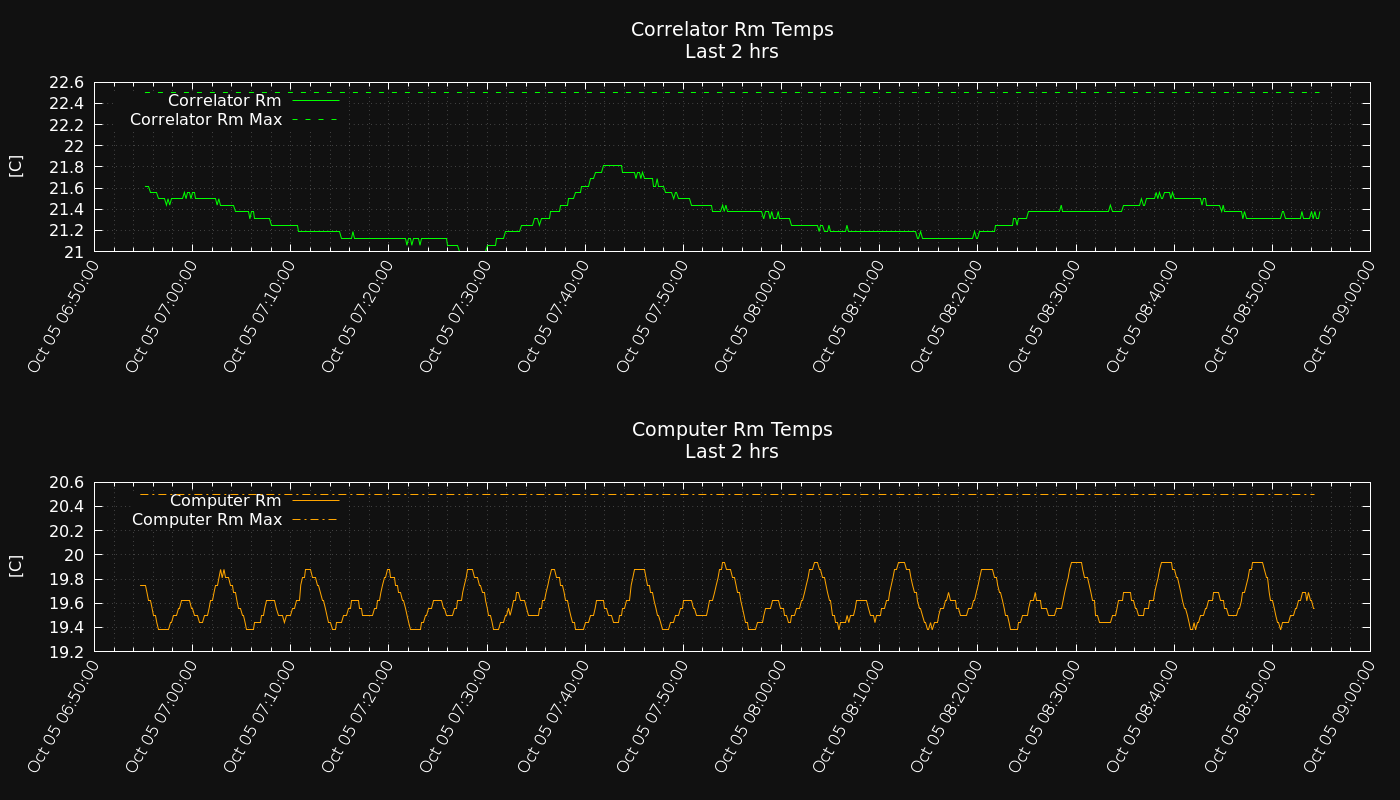 Correlator Rm Temps
Last 2 hrs
22.6
22.4
22.2
22
21.8
21.6
21.4
21.2
21
[C]
Correlator Rm
Correlator Rm Max
Oct 05 06:50:00
Oct 05 07:00:00
Oct 05 07:10:00
Oct 05 07:20:00
Oct 05 07:30:00
Oct 05 07:40:00
Oct 05 07:50:00
Oct 05 08:00:00
Oct 05 08:10:00
Oct 05 08:20:00
Oct 05 08:30:00
Oct 05 08:40:00
Oct 05 08:50:00
Oct 05 09:00:00
Computer Rm Temps
Last 2 hrs
20.6
20.4
20.2
20
19.8
19.6
19.4
19.2
[C]
Computer Rm
Computer Rm Max
Oct 05 06:50:00
Oct 05 07:00:00
Oct 05 07:10:00
Oct 05 07:20:00
Oct 05 07:30:00
Oct 05 07:40:00
Oct 05 07:50:00
Oct 05 08:00:00
Oct 05 08:10:00
Oct 05 08:20:00
Oct 05 08:30:00
Oct 05 08:40:00
Oct 05 08:50:00
Oct 05 09:00:00